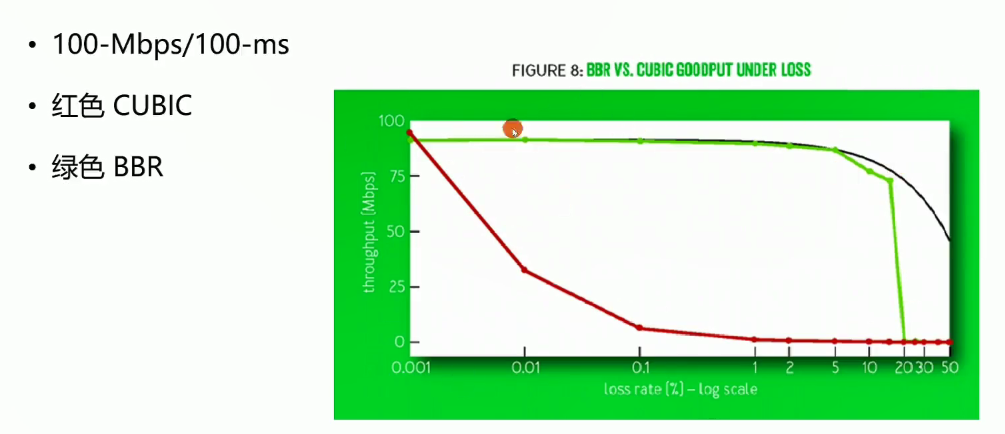 • 100-Mbps/100-ms
• 红色 CUBIC
• 绿色 BBR
FIGURE 8: BBR VS. CUBIC GOODPUT UNDER LOSS
100
75
50
25
0
throughput (Mbps)
0.001 0.01 0.1 1 2 5 10 20 30 50
loss rate (%) – log scale